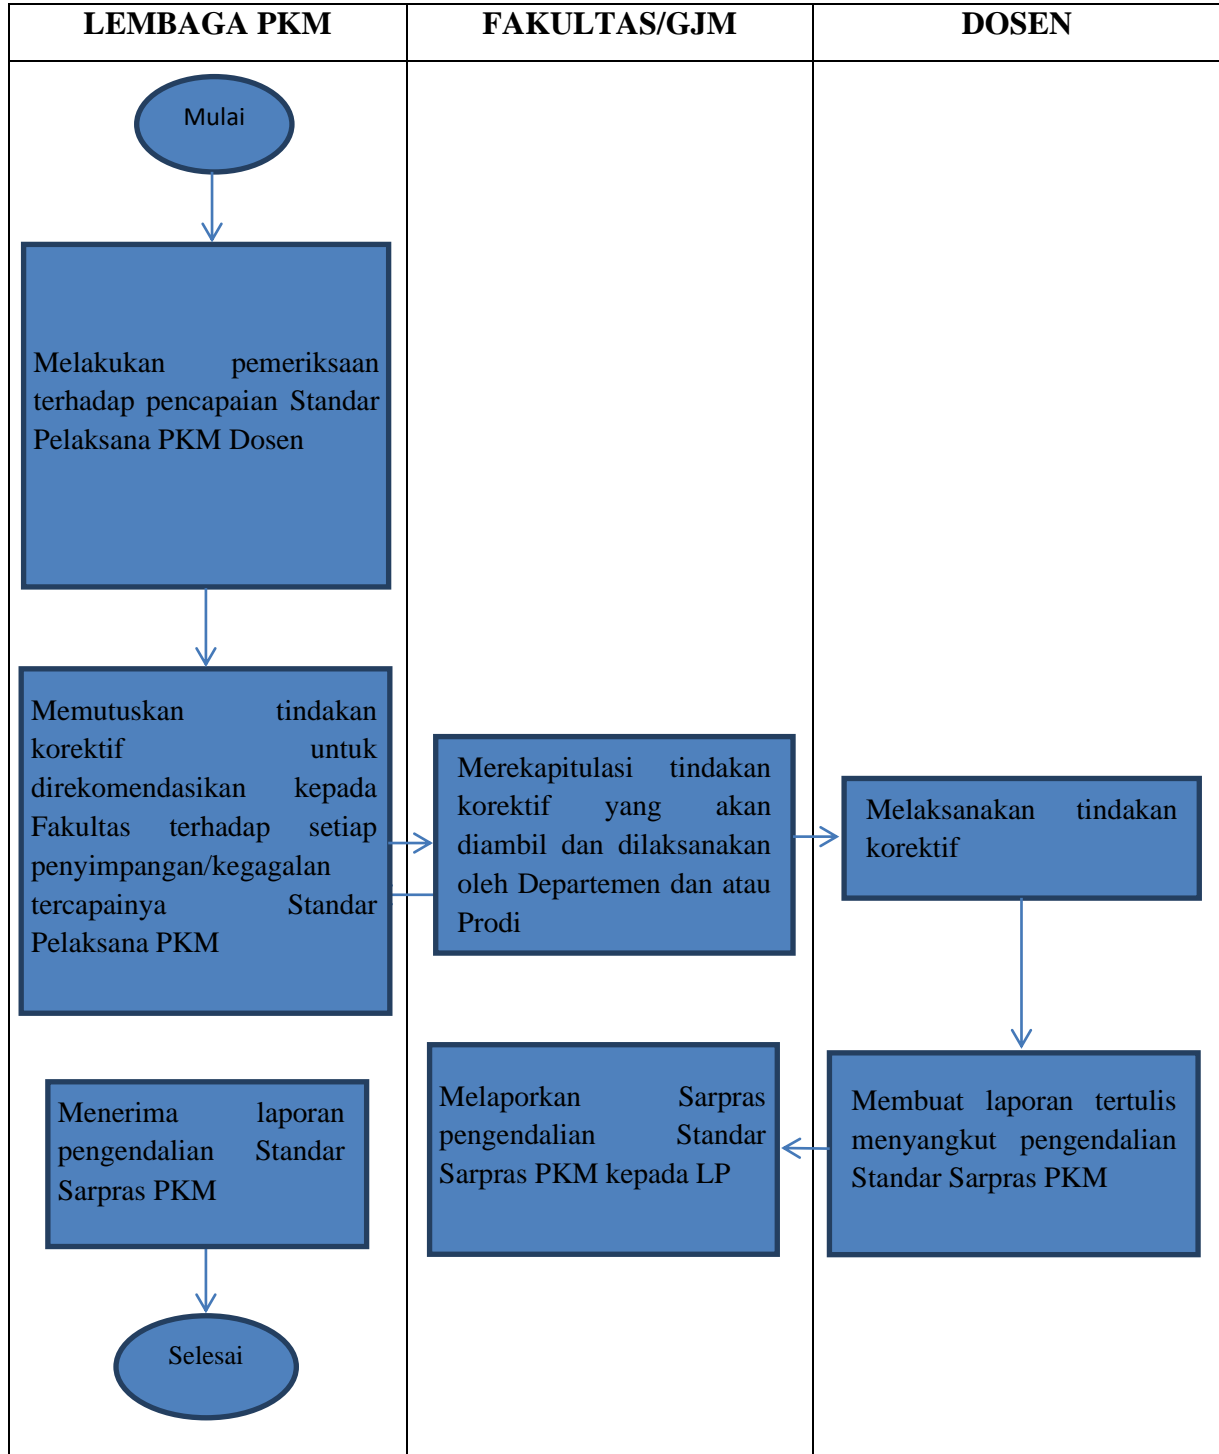 LEMBAGA PKM
FAKULTAS/GJM
DOSEN
Mulai
Melakukan pemeriksaan
terhadap pencapaian Standar
Pelaksana PKM Dosen
Memutuskan tindakan
korektif untuk
direkomendasikan kepada
Fakultas terhadap setiap
penyimpangan/kegagalan
tercapainya Standar
Pelaksana PKM
Merekapitulasi tindakan
korektif yang akan
diambil dan dilaksanakan
oleh Departemen dan atau
Prodi
Melaksanakan tindakan
korektif
Membuat laporan tertulis
menyangkut pengendalian
Standar Sarpras PKM
Melaporkan Sarpras
pengendalian Standar
Sarpras PKM kepada LP
Menerima laporan
pengendalian Standar
Sarpras PKM
Selesai